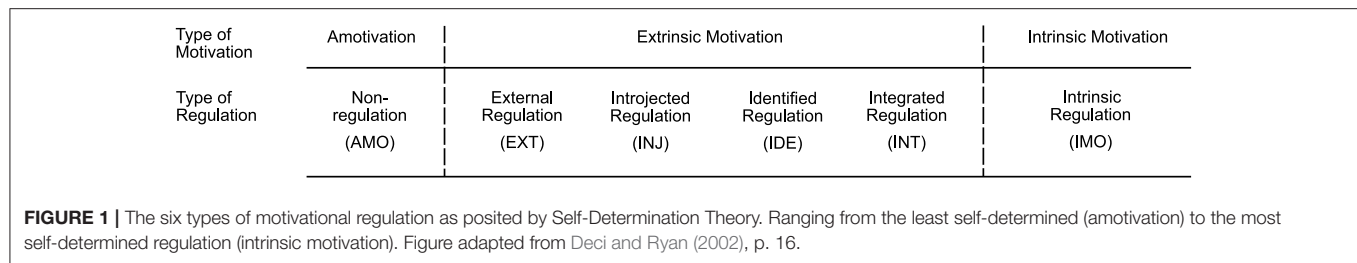 Type of Motivation
Amotivation
Extrinsic Motivation
Intrinsic Motivation
Type of Regulation
Non-regulation (AMO)
External Regulation (EXT)
Introjected Regulation (INJ)
Identified Regulation (IDE)
Integrated Regulation (INT)
Intrinsic Regulation (IMO)
FIGURE 1 | The six types of motivational regulation as posited by Self-Determination Theory. Ranging from the least self-determined (amotivation) to the most
self-determined regulation (intrinsic motivation). Figure adapted from Deci and Ryan (2002), p. 16.